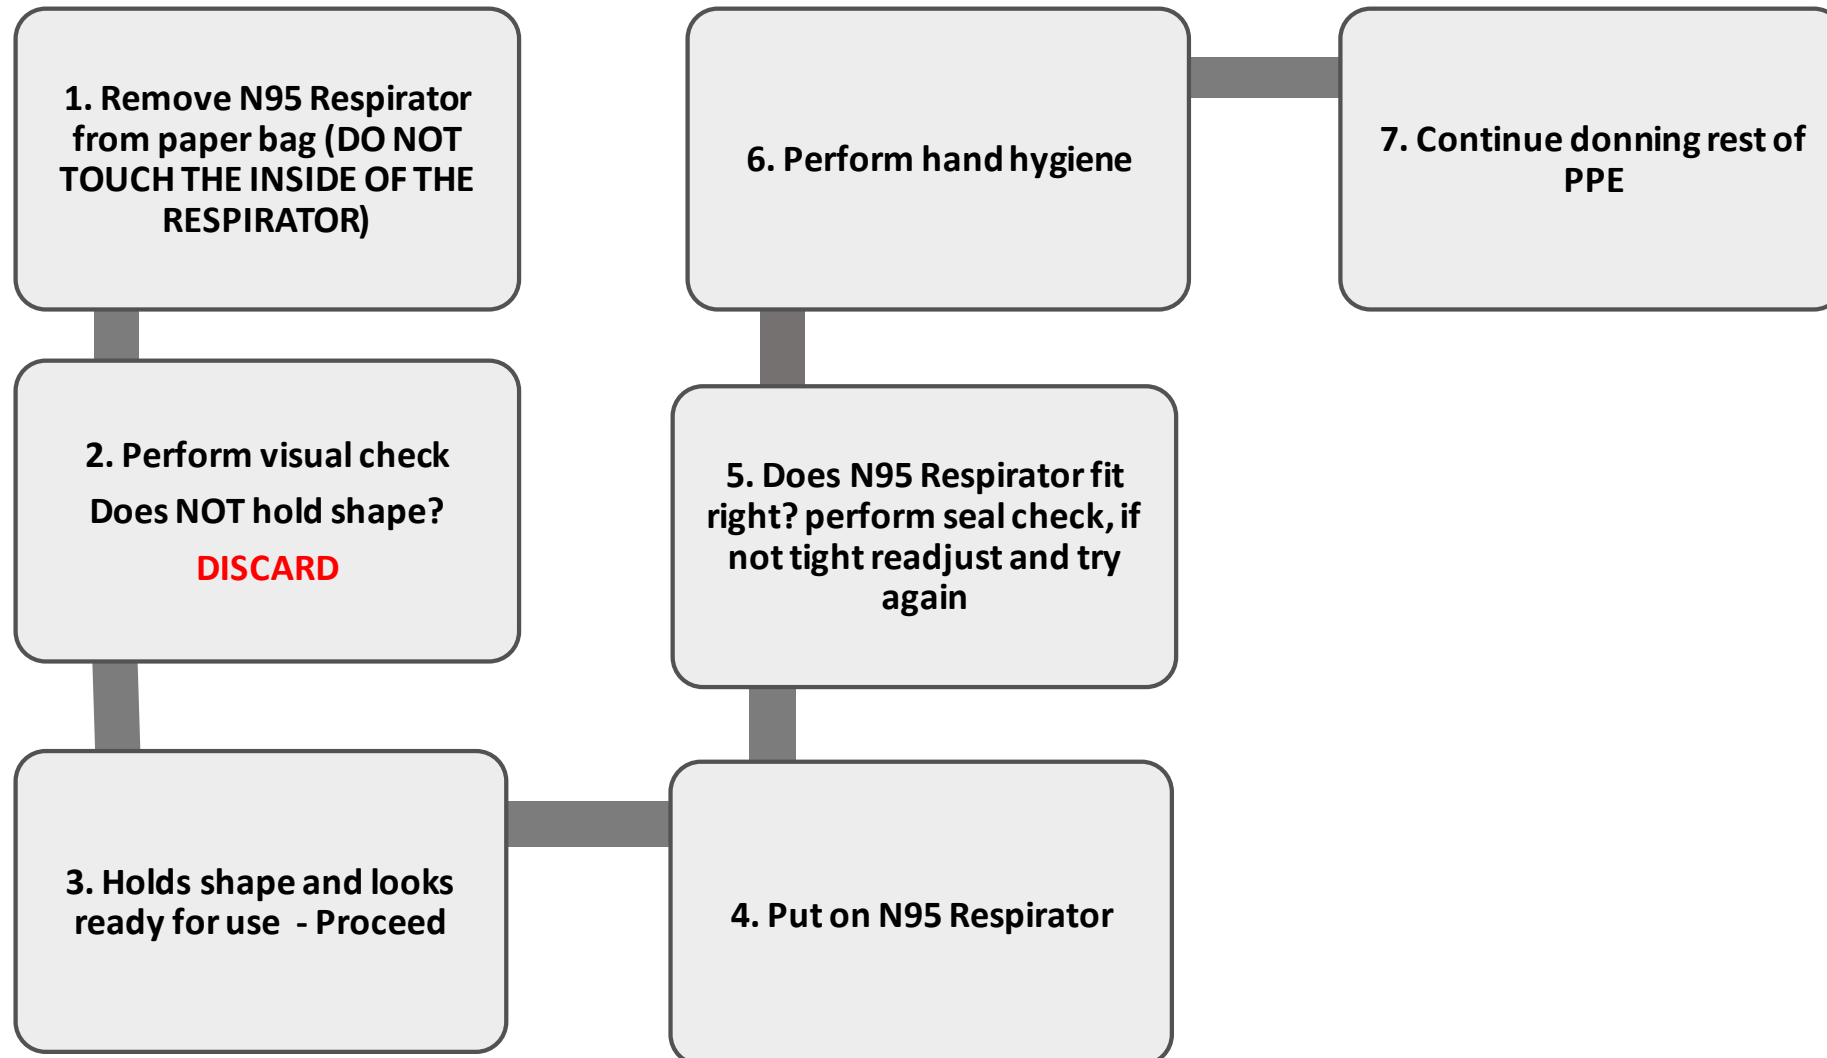 1. Remove N95 Respirator
from paper bag (DO NOT
TOUCH THE INSIDE OF THE
RESPIRATOR)
2. Perform visual check
Does NOT hold shape?
DISCARD
3. Holds shape and looks
ready for use - Proceed
4. Put on N95 Respirator
5. Does N95 Respirator fit
right? perform seal check, if
not tight readjust and try
again
6. Perform hand hygiene
7. Continue donning rest of
PPE